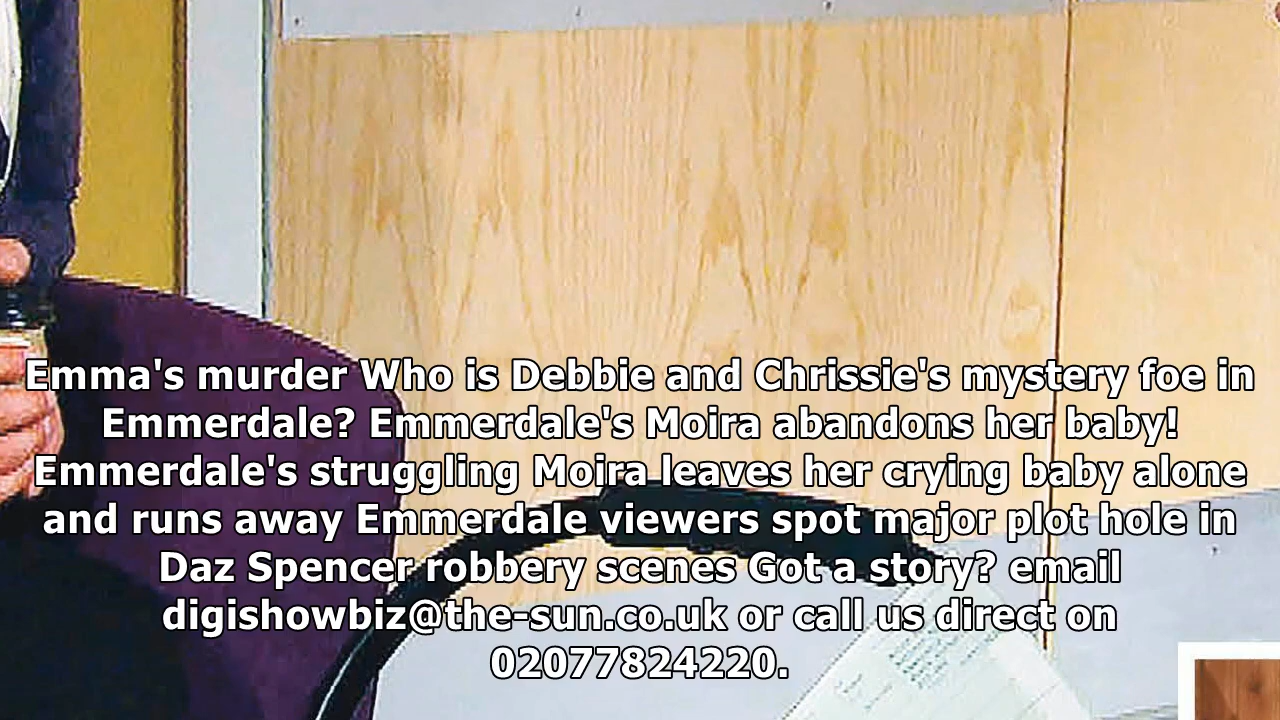 Emma's murder Who is Debbie and Chrissie's mystery foe in
Emmerdale? Emmerdale's Moira abandons her baby!
Emmerdale's struggling Moira leaves her crying baby alone
and runs away Emmerdale viewers spot major plot hole in
Daz Spencer robbery scenes Got a story? email
digishowbiz@the-sun.co.uk or call us direct on
02077824220.